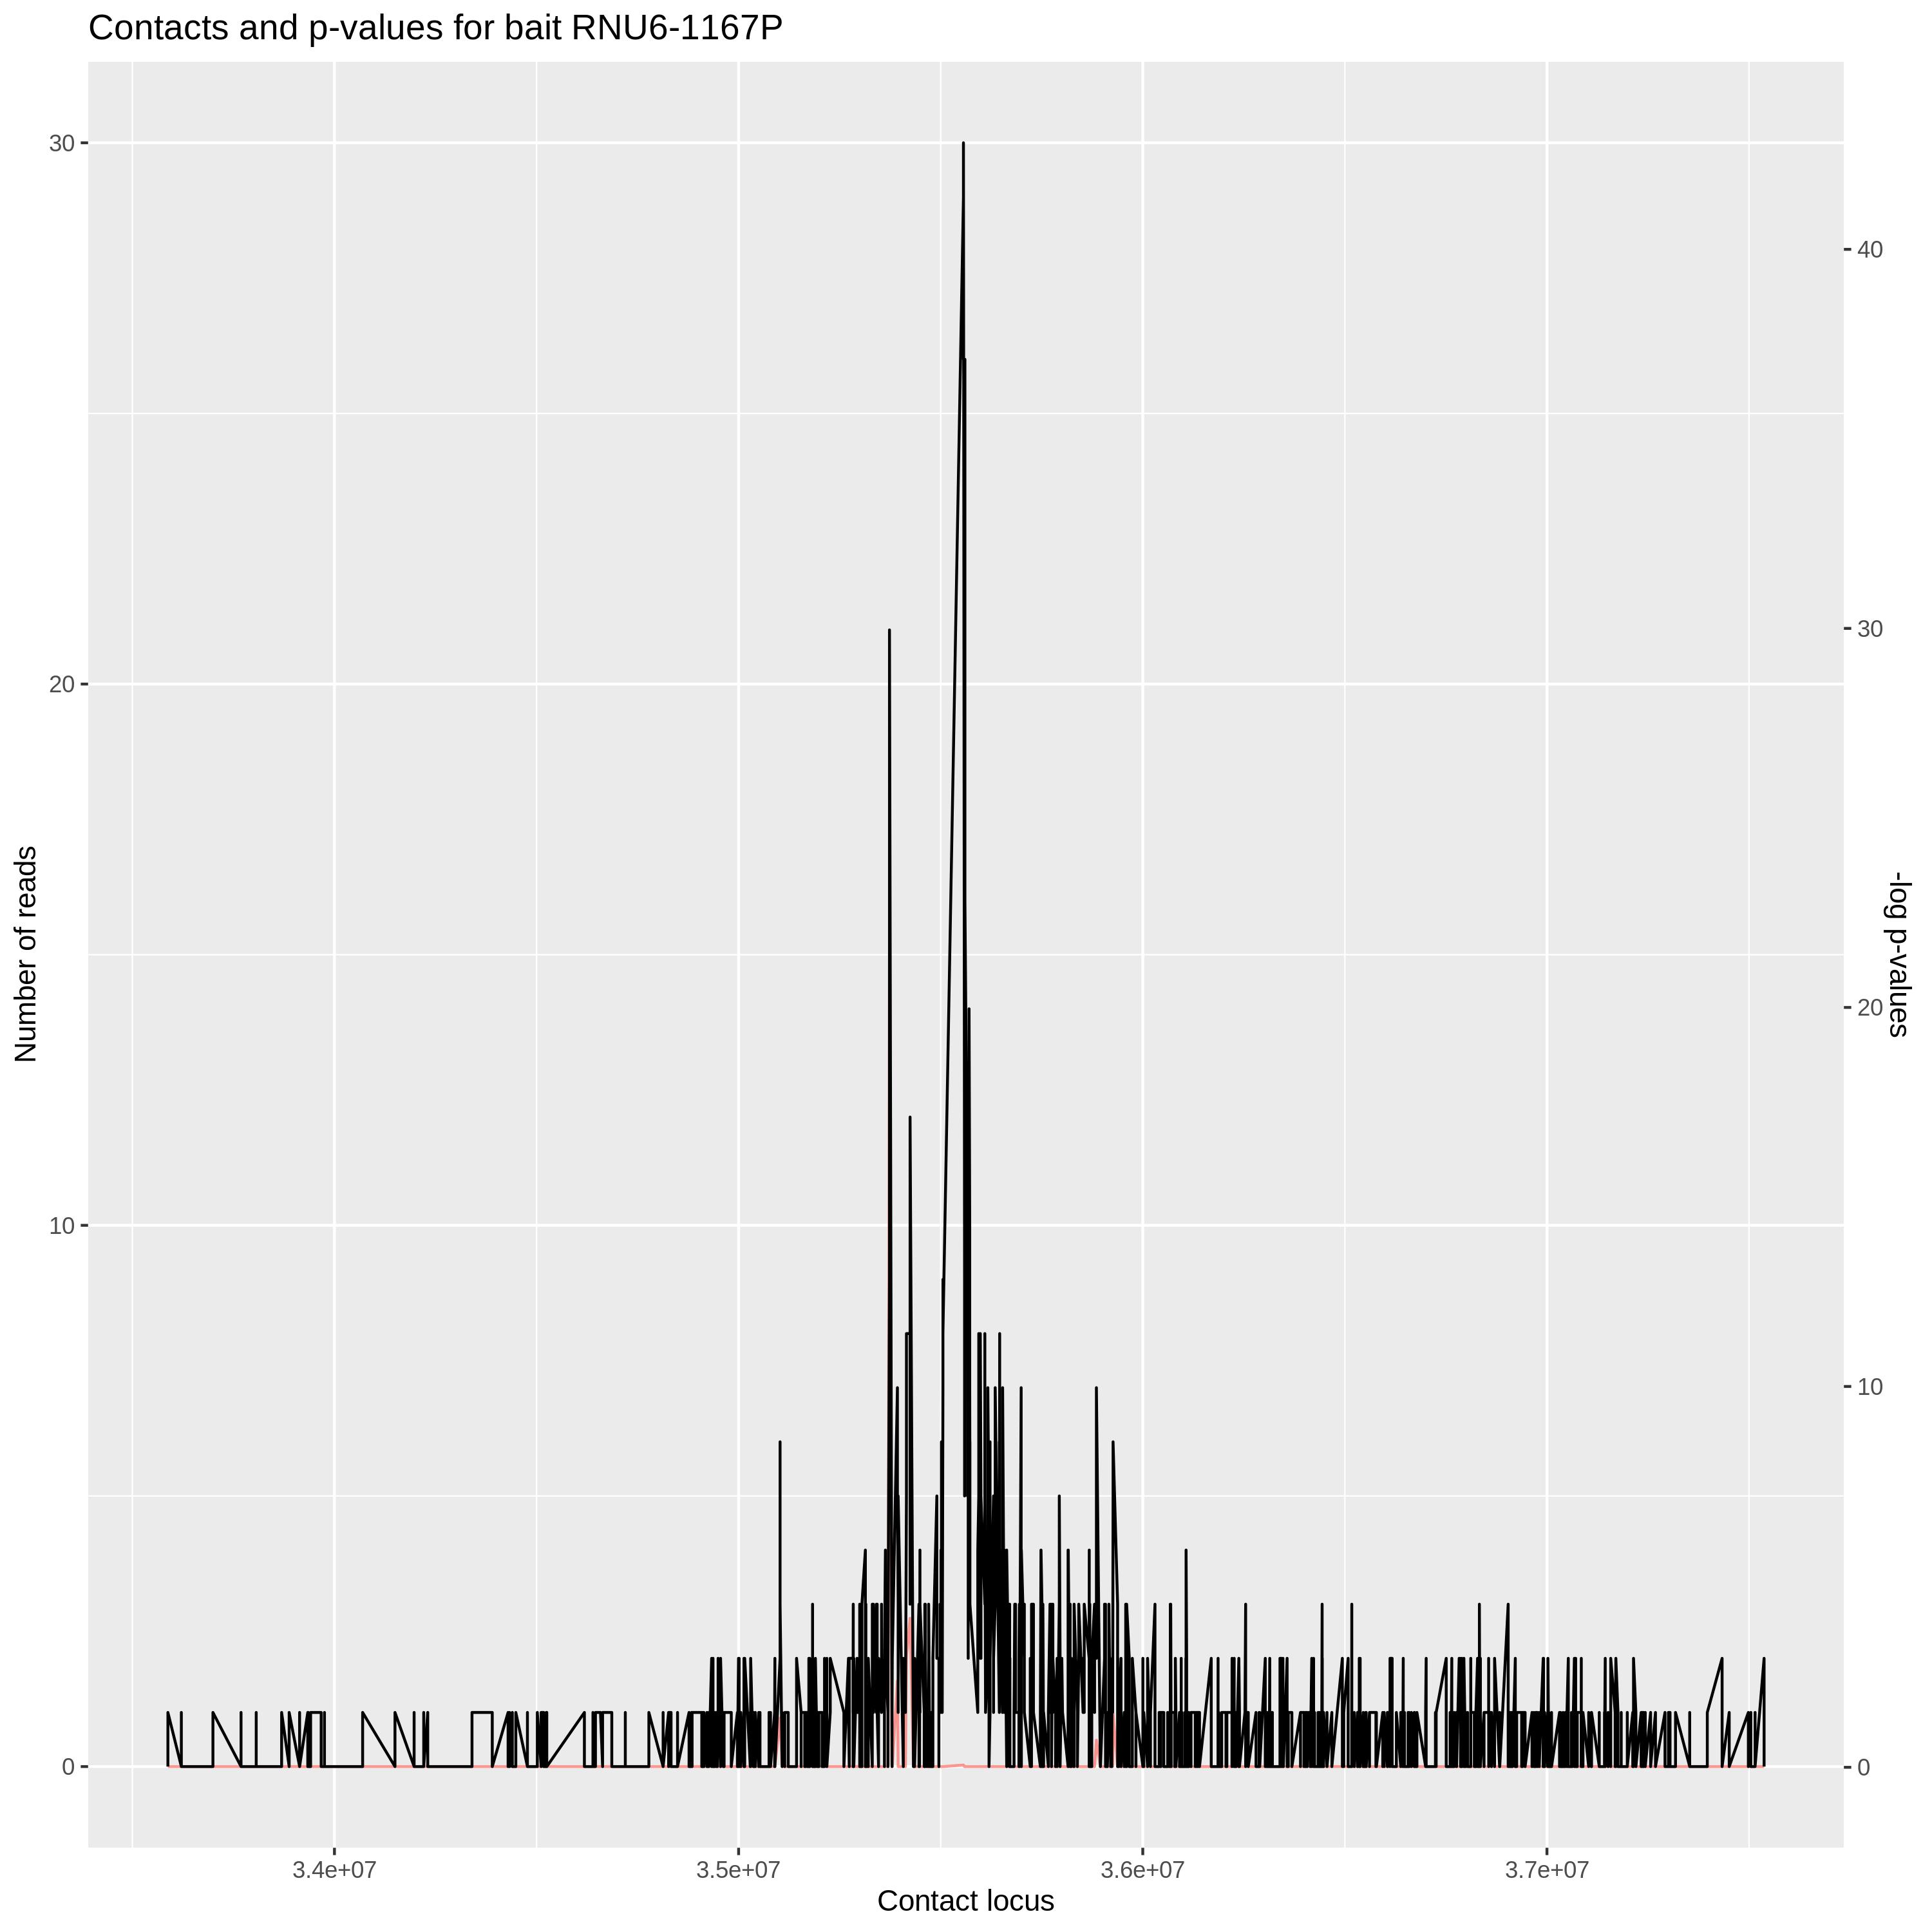 Contacts and p-values for bait RNU6-1167P
30
20
10
0
Number of reads
40
30
20
10
0
-log p-values
3.4e+07
3.5e+07
3.6e+07
3.7e+07
Contact locus